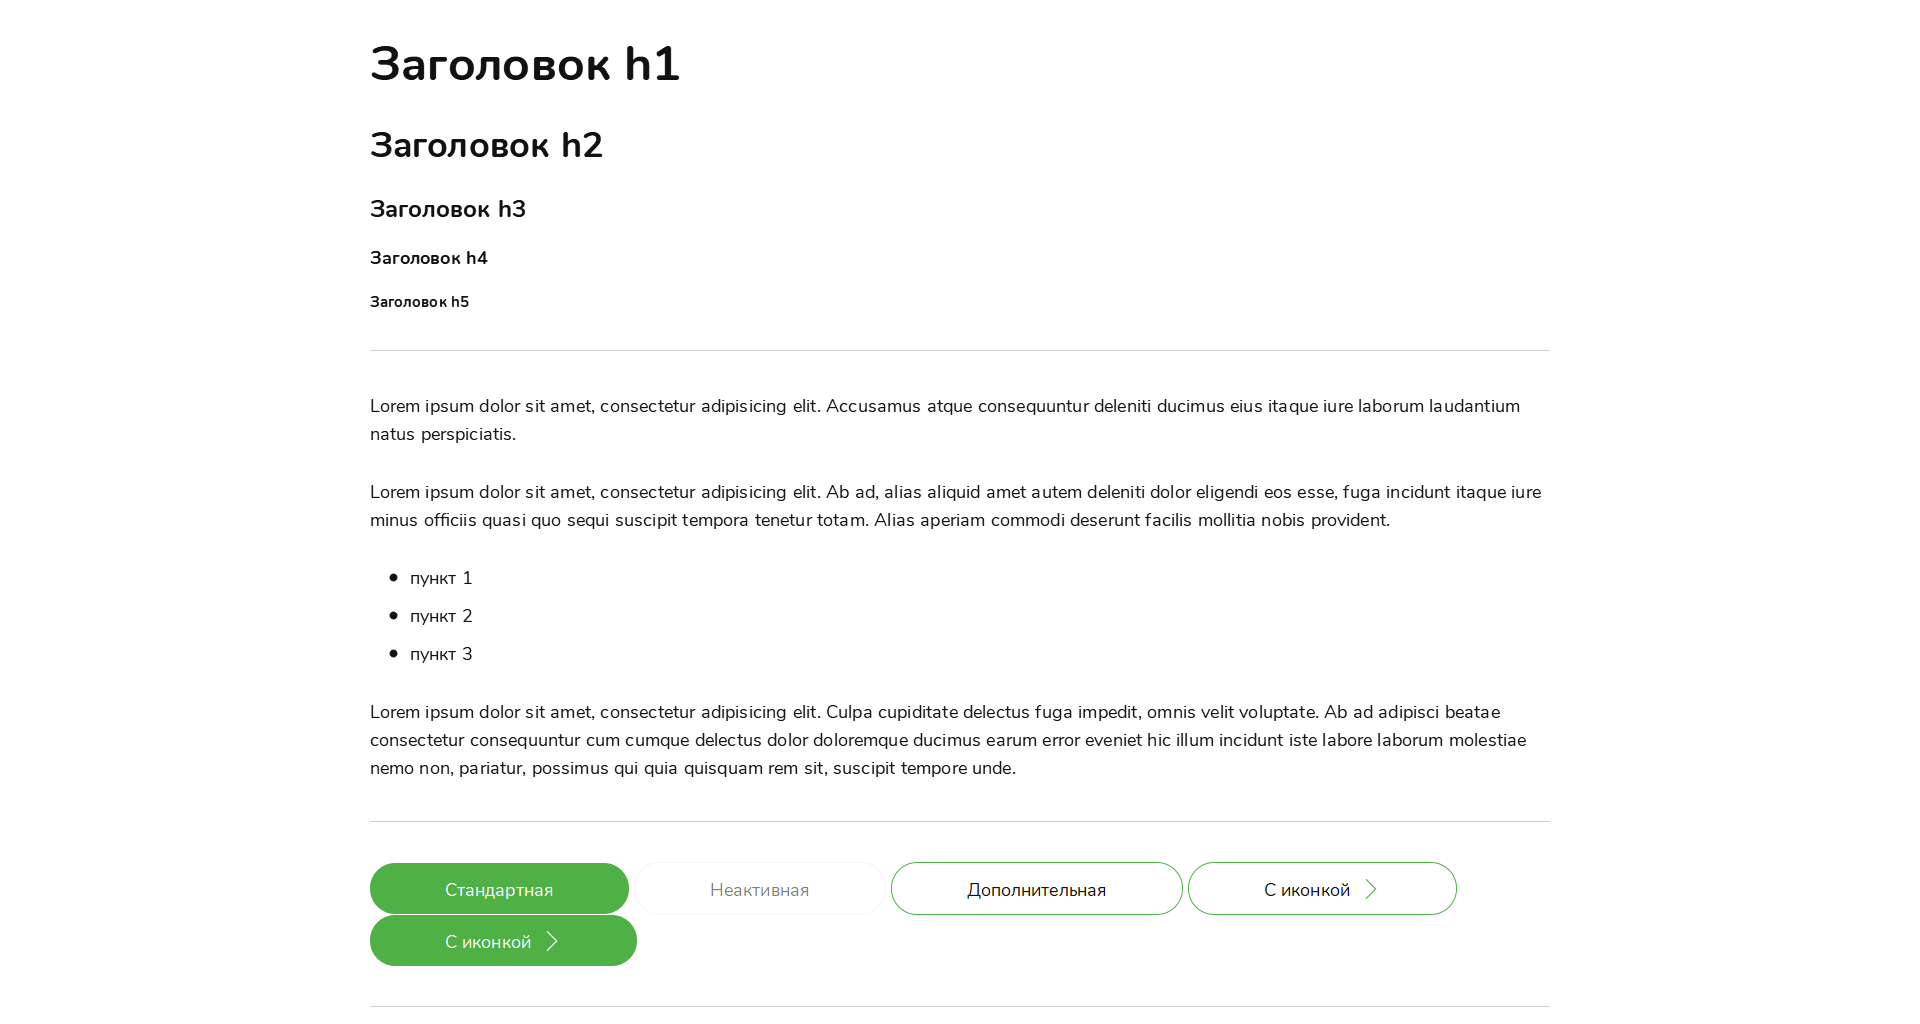 Заголовок h1
Заголовок h2
Заголовок h3
Заголовок h4
Заголовок h5
Lorem ipsum dolor sit amet, consectetur adipisicing elit. Accusamus atque consequuntur deleniti ducimus eius itaque iure laborum laudantium
natus perspiciatis.
Lorem ipsum dolor sit amet, consectetur adipisicing elit. Ab ad, alias aliquid amet autem deleniti dolor eligendi eos esse, fuga incidunt itaque iure
minus officiis quasi quo sequi suscipit tempora tenetur totam. Alias aperiam commodi deserunt facilis mollitia nobis provident.
• пункт 1
• пункт 2
• пункт 3
Lorem ipsum dolor sit amet, consectetur adipisicing elit. Culpa cupiditate delectus fuga impedit, omnis velit voluptate. Ab ad adipisci beatae
consectetur consequuntur cum cumque delectus dolor doloremque ducimus earum error eveniet hic illum incidunt iste labore laborum molestiae
nemo non, pariatur, possimus qui quia quisquam rem sit, suscipit tempore unde.
Стандартная Неактивная Дополнительная С иконкой
С иконкой